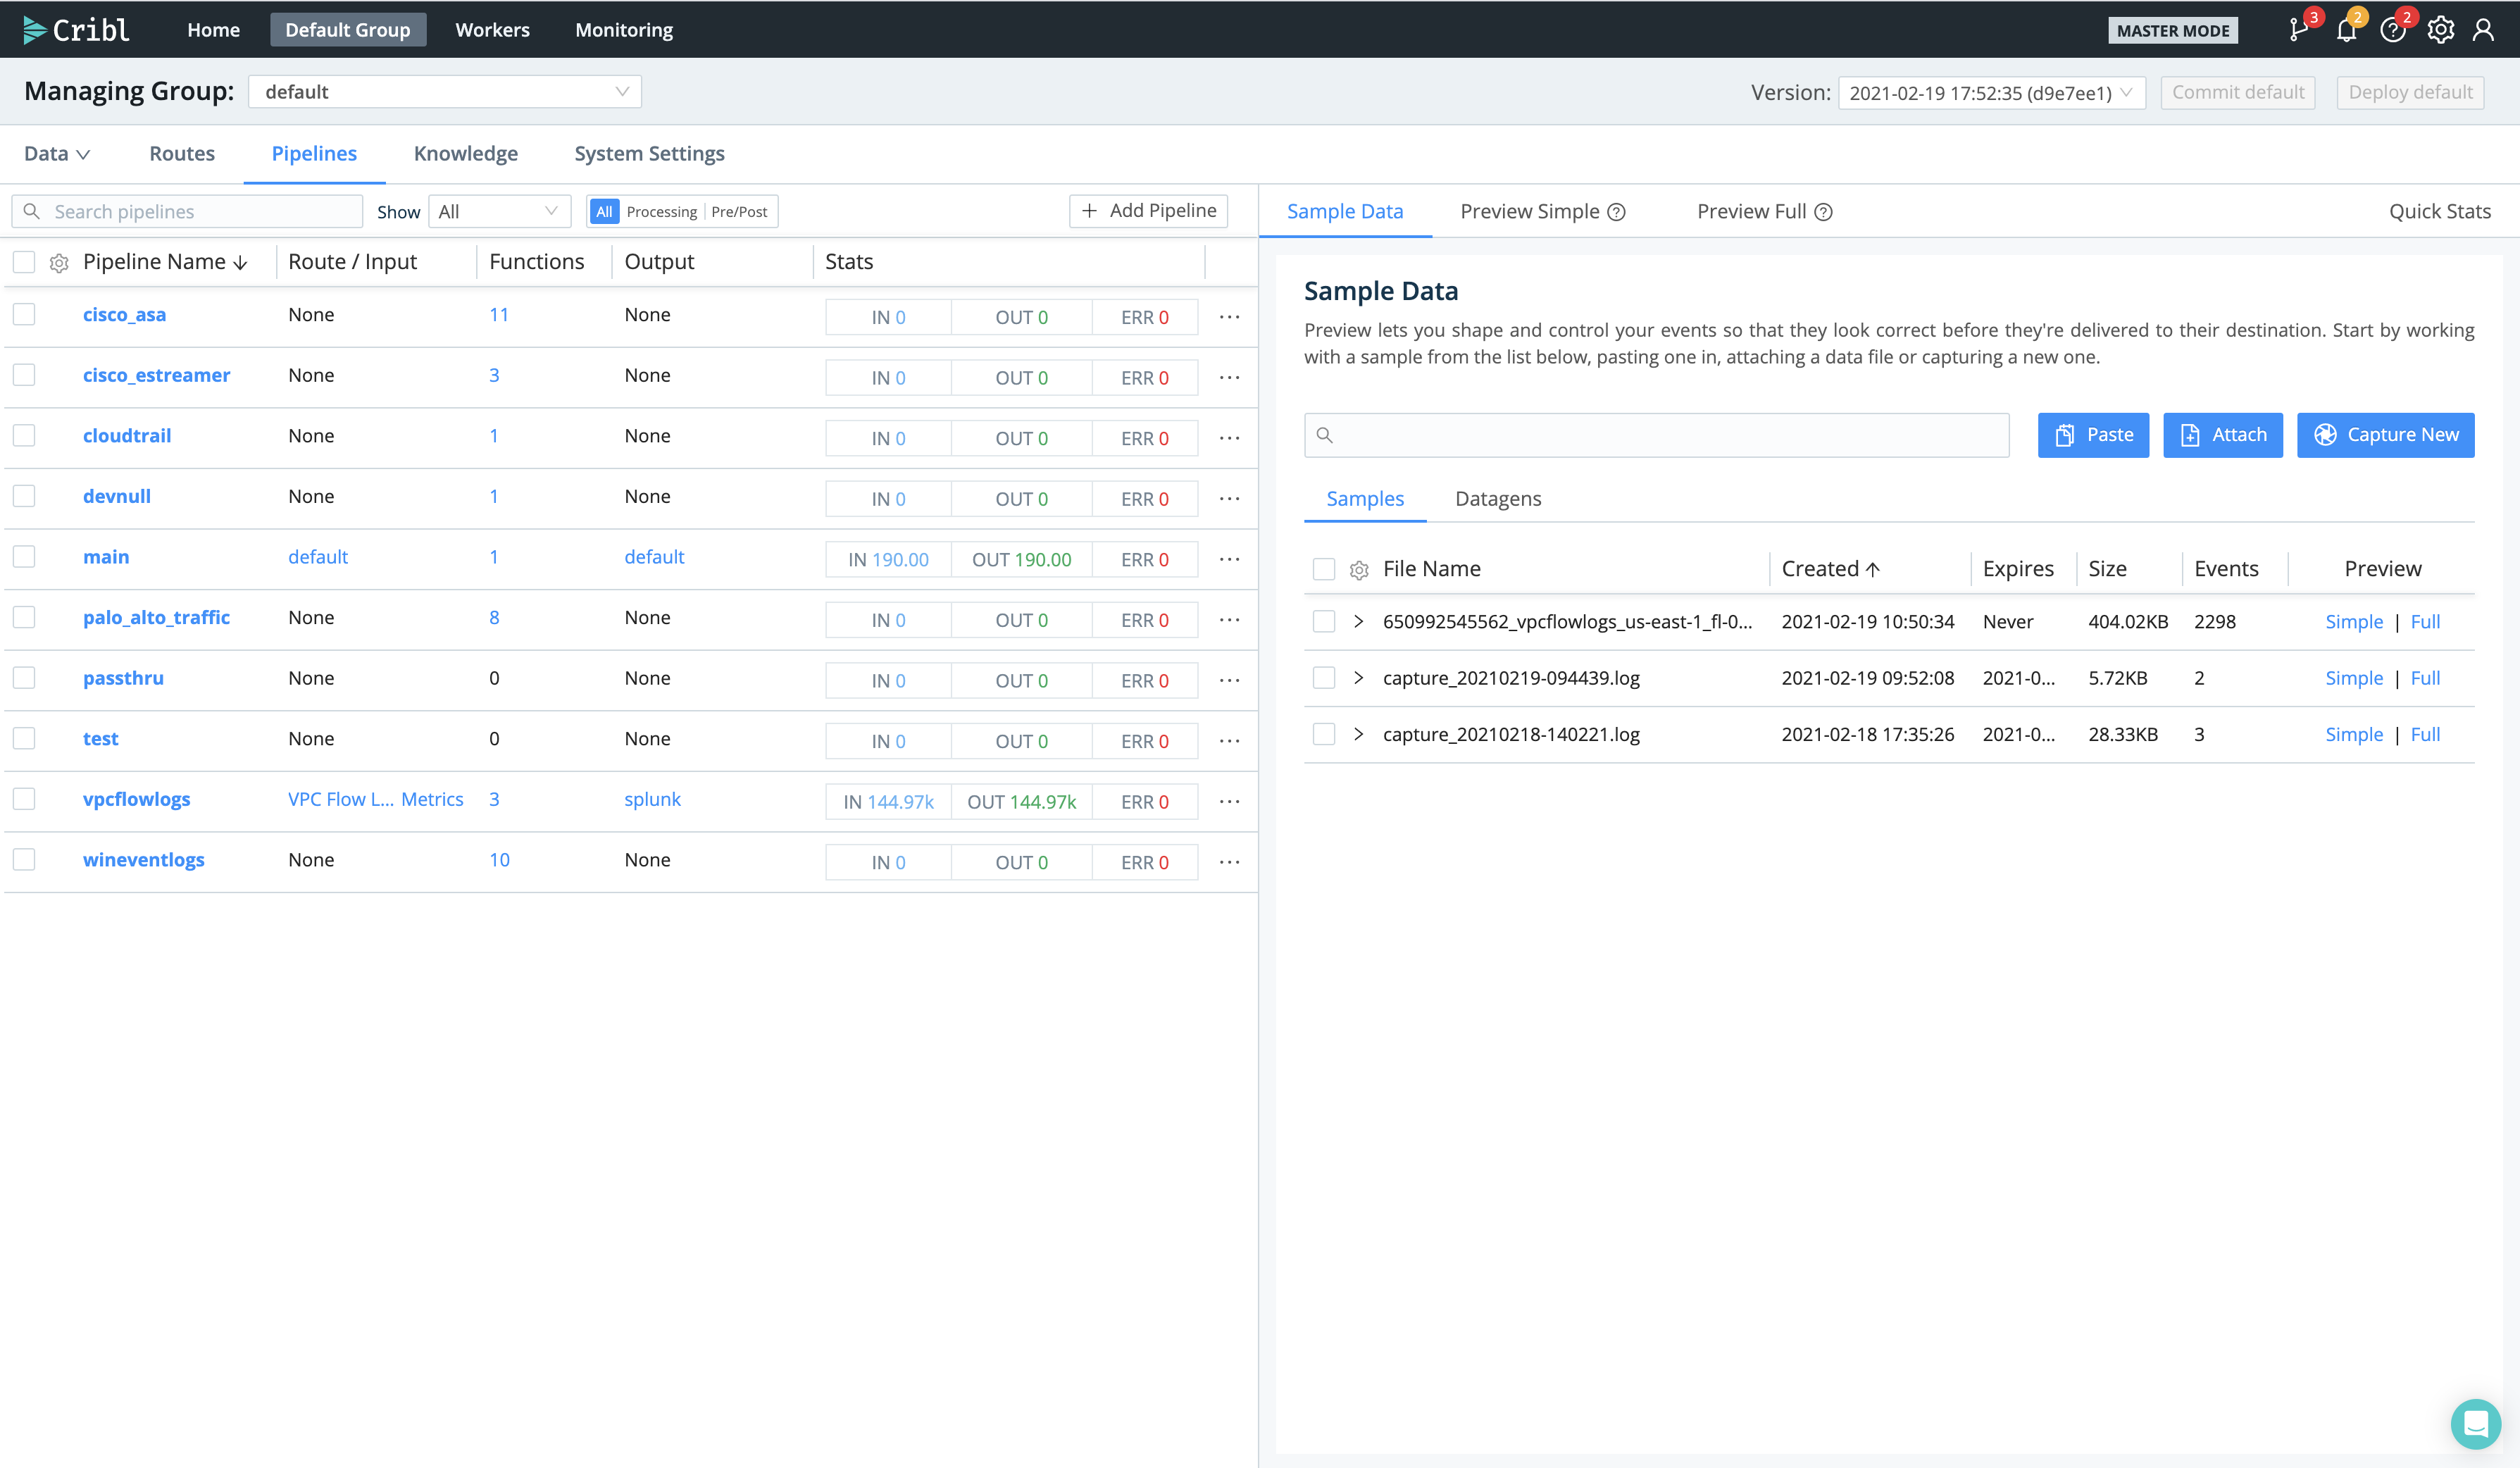 Cribl Home Default Group Workers Monitoring MASTER MODE 3 2 2
Managing Group: default Version: 2021-02-19 17:52:35 (d9e7ee1) Commit default Deploy default
Data Routes Pipelines Knowledge System Settings
Search pipelines Show All All Processing Pre/Post + Add Pipeline
Pipeline Name Route / Input Functions Output Stats
cisco_asa None 11 None IN 0 OUT 0 ERR 0 ...
cisco_estreamer None 3 None IN 0 OUT 0 ERR 0 ...
cloudtrail None 1 None IN 0 OUT 0 ERR 0 ...
devnull None 1 None IN 0 OUT 0 ERR 0 ...
main default 1 default IN 190.00 OUT 190.00 ERR 0 ...
palo_alto_traffic None 8 None IN 0 OUT 0 ERR 0 ...
passthru None 0 None IN 0 OUT 0 ERR 0 ...
test None 0 None IN 0 OUT 0 ERR 0 ...
vpcflowlogs VPC Flow L... Metrics 3 splunk IN 144.97k OUT 144.97k ERR 0 ...
wineventlogs None 10 None IN 0 OUT 0 ERR 0 ...
Sample Data Preview Simple ? Preview Full ? Quick Stats
Sample Data
Preview lets you shape and control your events so that they look correct before they're delivered to their destination. Start by working
with a sample from the list below, pasting one in, attaching a data file or capturing a new one.
Paste Attach Capture New
Samples Datagens
File Name Created Expires Size Events Preview
650992545562_vpcflowlogs_us-east-1_fl-0... 2021-02-19 10:50:34 Never 404.02KB 2298 Simple | Full
capture_20210219-094439.log 2021-02-19 09:52:08 2021-0... 5.72KB 2 Simple | Full
capture_20210218-140221.log 2021-02-18 17:35:26 2021-0... 28.33KB 3 Simple | Full